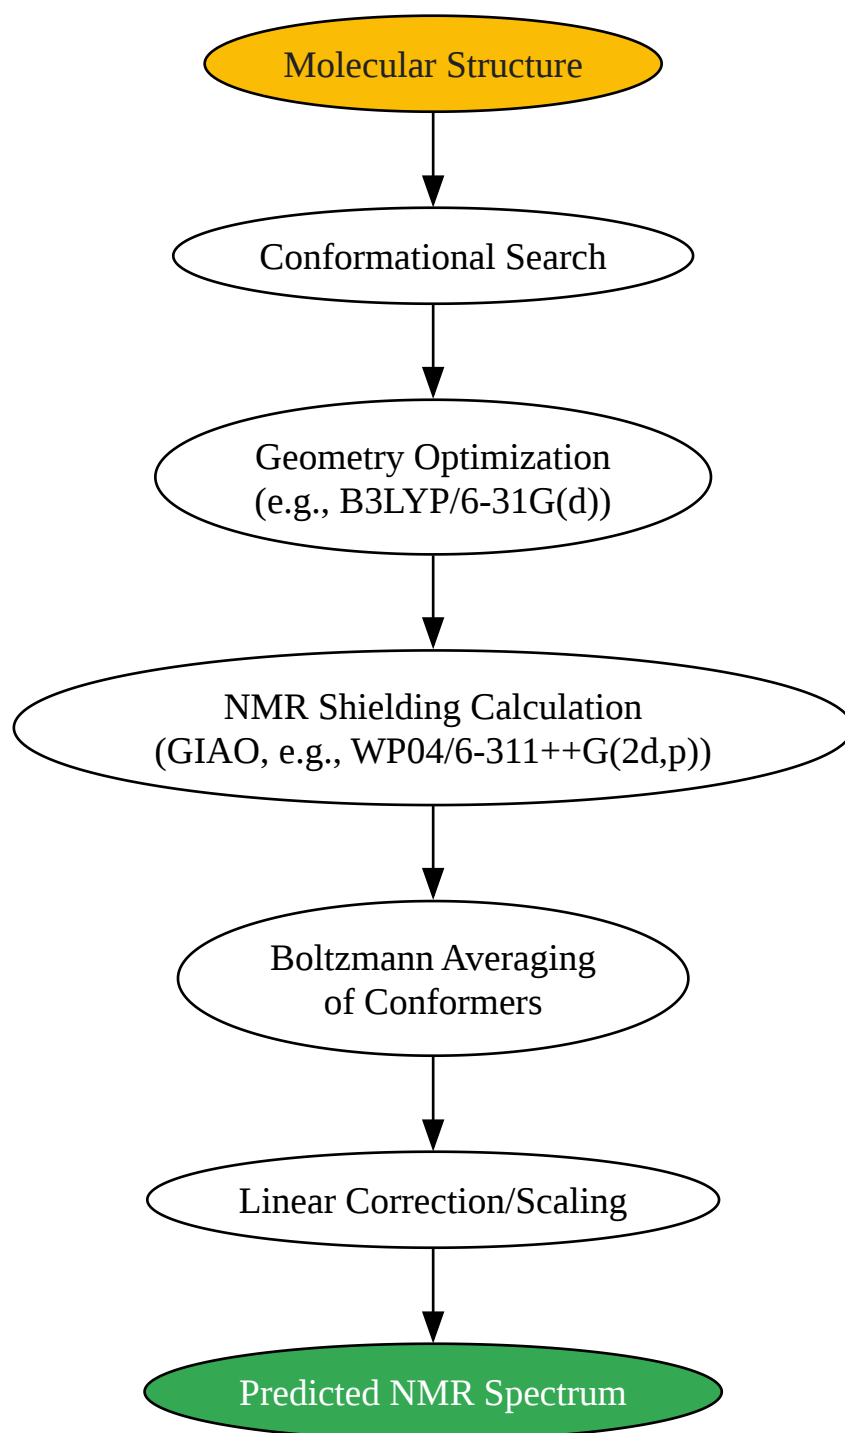 Molecular Structure
Conformational Search
Geometry Optimization
(e.g., B3LYP/6-31G(d))
NMR Shielding Calculation
(GIAO, e.g., WP04/6-311++G(2d,p))
Boltzmann Averaging
of Conformers
Linear Correction/Scaling
Predicted NMR Spectrum